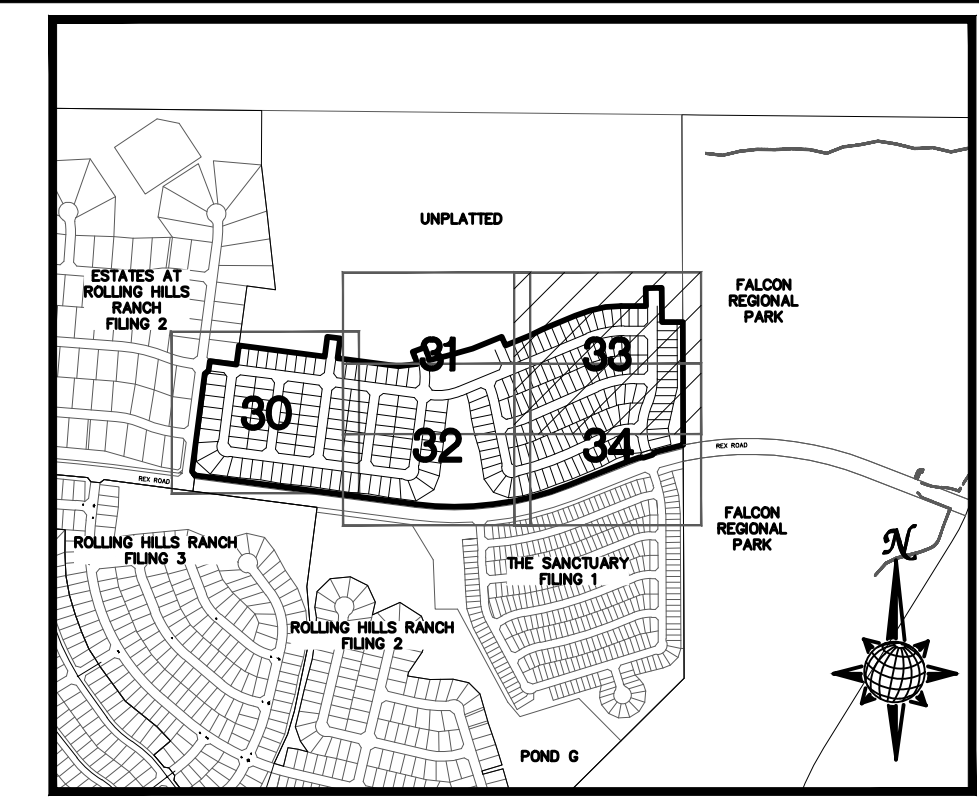 UNPLATTED
ESTATES AT
ROLLING HILLS
RANCH
FILING 2
FALCON
REGIONAL
PARK
31
33
30
32
34
REX ROAD
REX ROAD
FALCON
REGIONAL
PARK
ROLLING HILLS RANCH
FILING 3
THE SANCTUARY
FILING 1
N
ROLLING HILLS RANCH
FILING 2
POND G